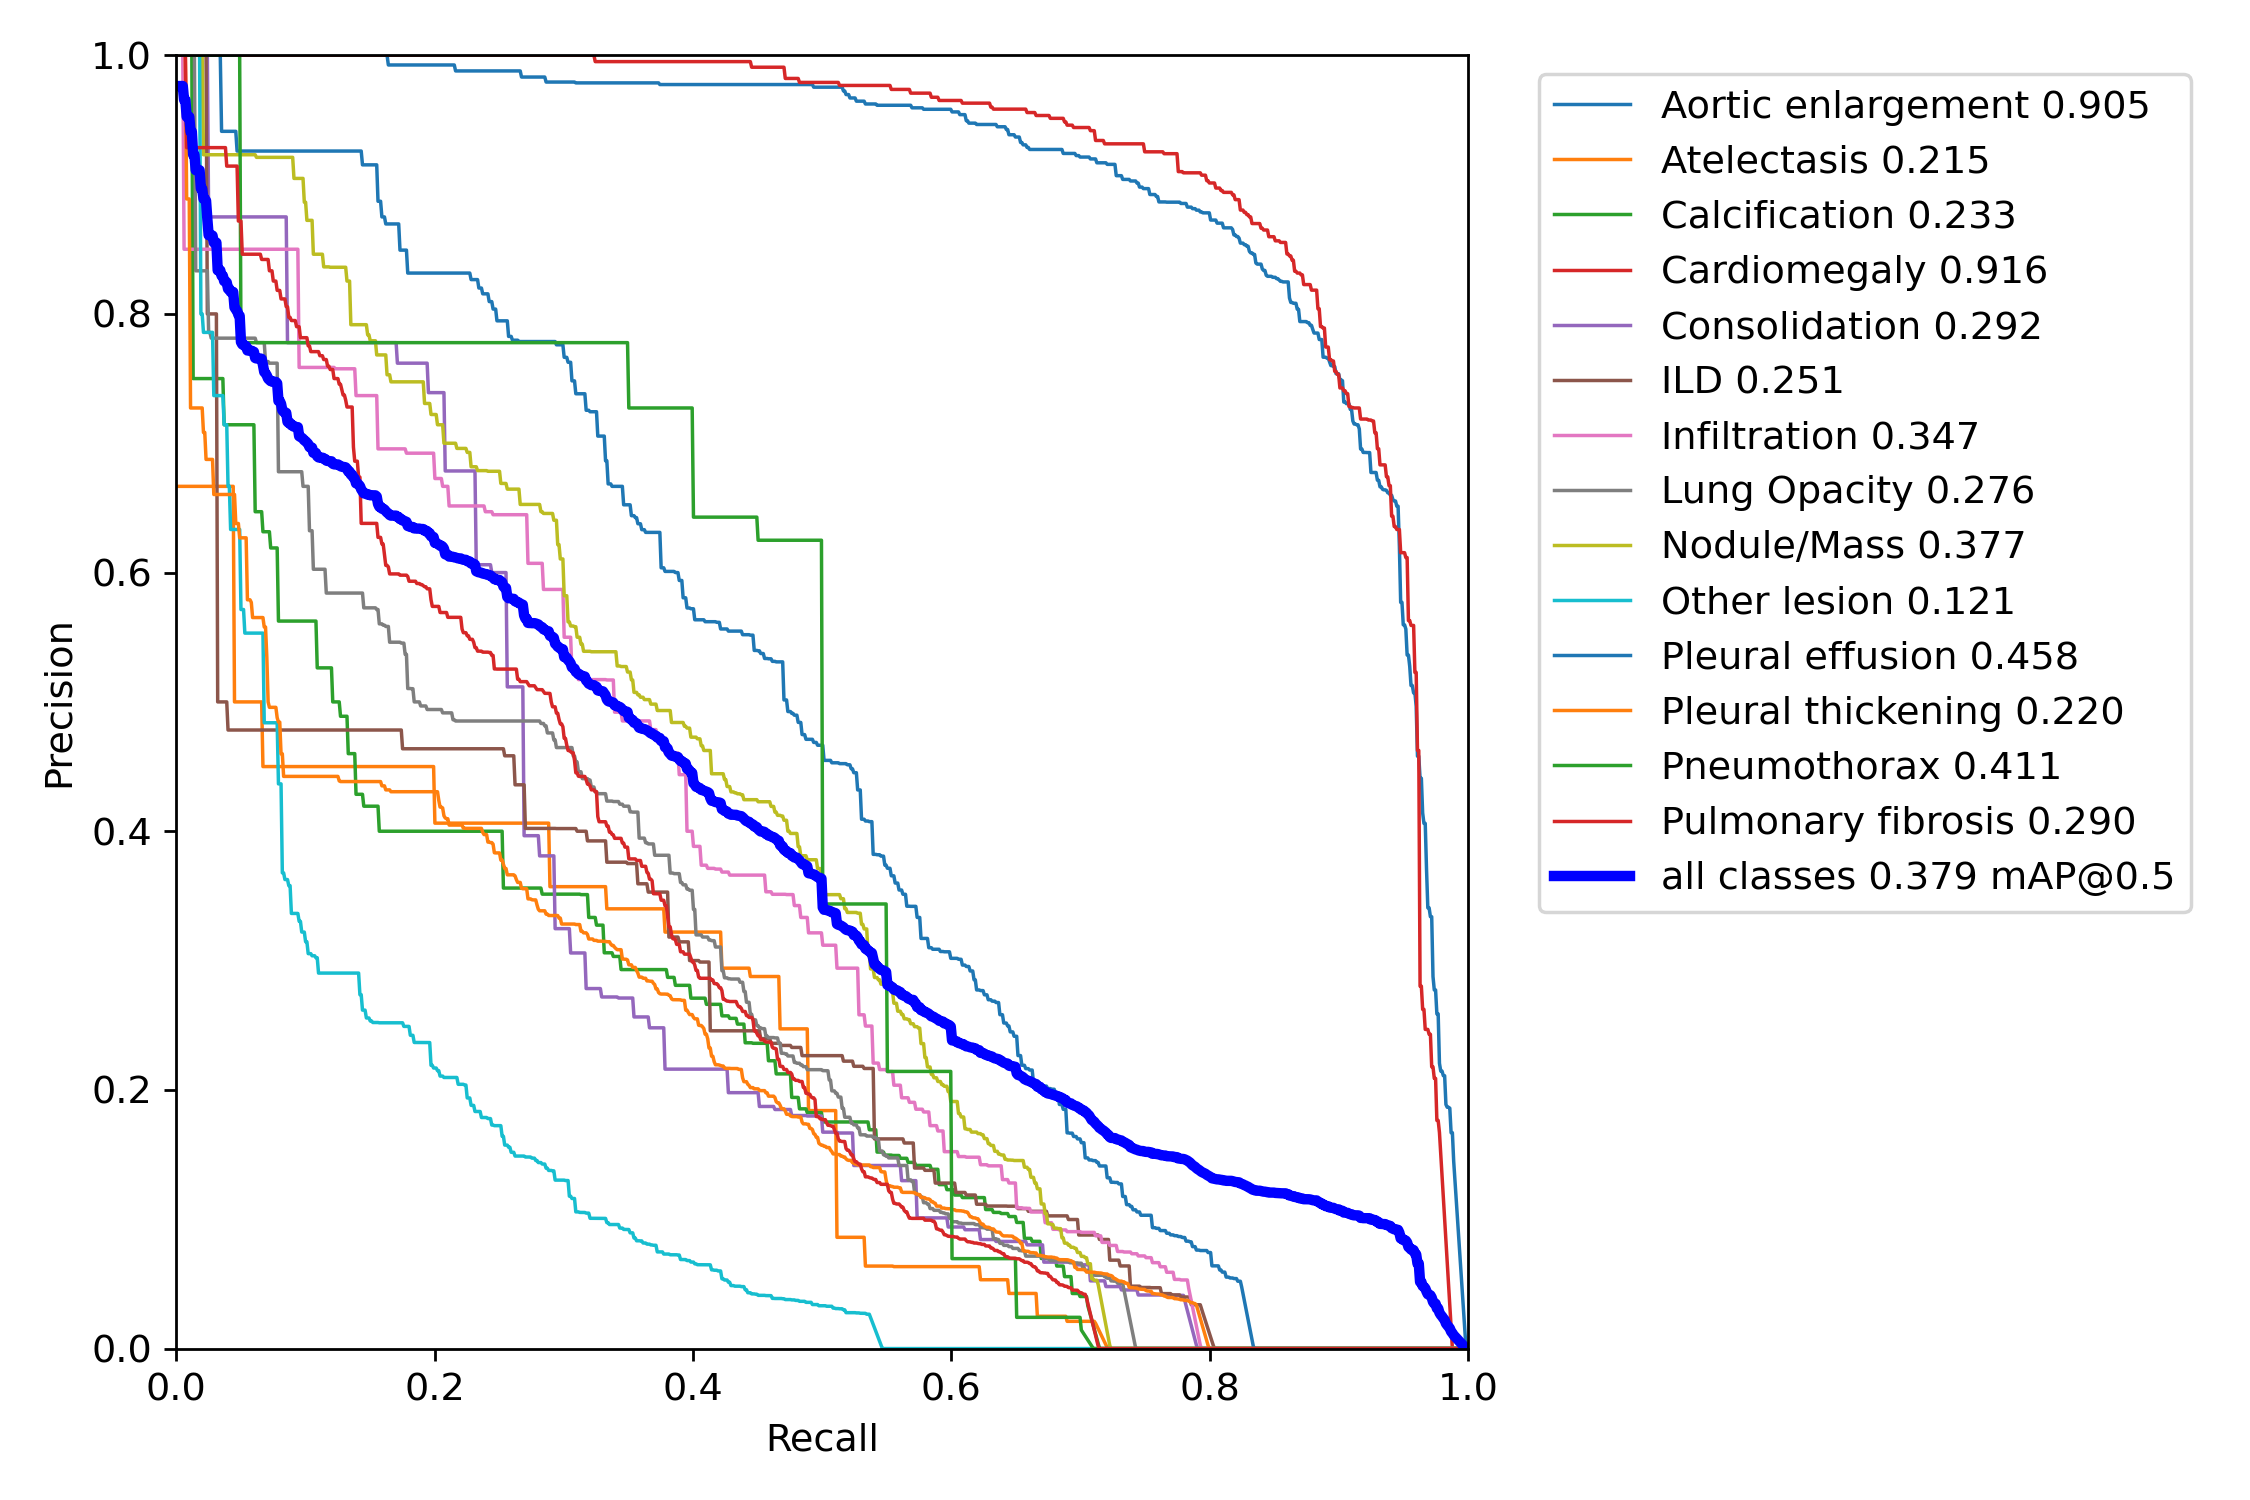 1.0
0.8
0.6
0.4
0.2
0.0
Precision
0.0 0.2 0.4 0.6 0.8 1.0
Recall
Aortic enlargement 0.905
Atelectasis 0.215
Calcification 0.233
Cardiomegaly 0.916
Consolidation 0.292
ILD 0.251
Infiltration 0.347
Lung Opacity 0.276
Nodule/Mass 0.377
Other lesion 0.121
Pleural effusion 0.458
Pleural thickening 0.220
Pneumothorax 0.411
Pulmonary fibrosis 0.290
all classes 0.379 mAP@0.5